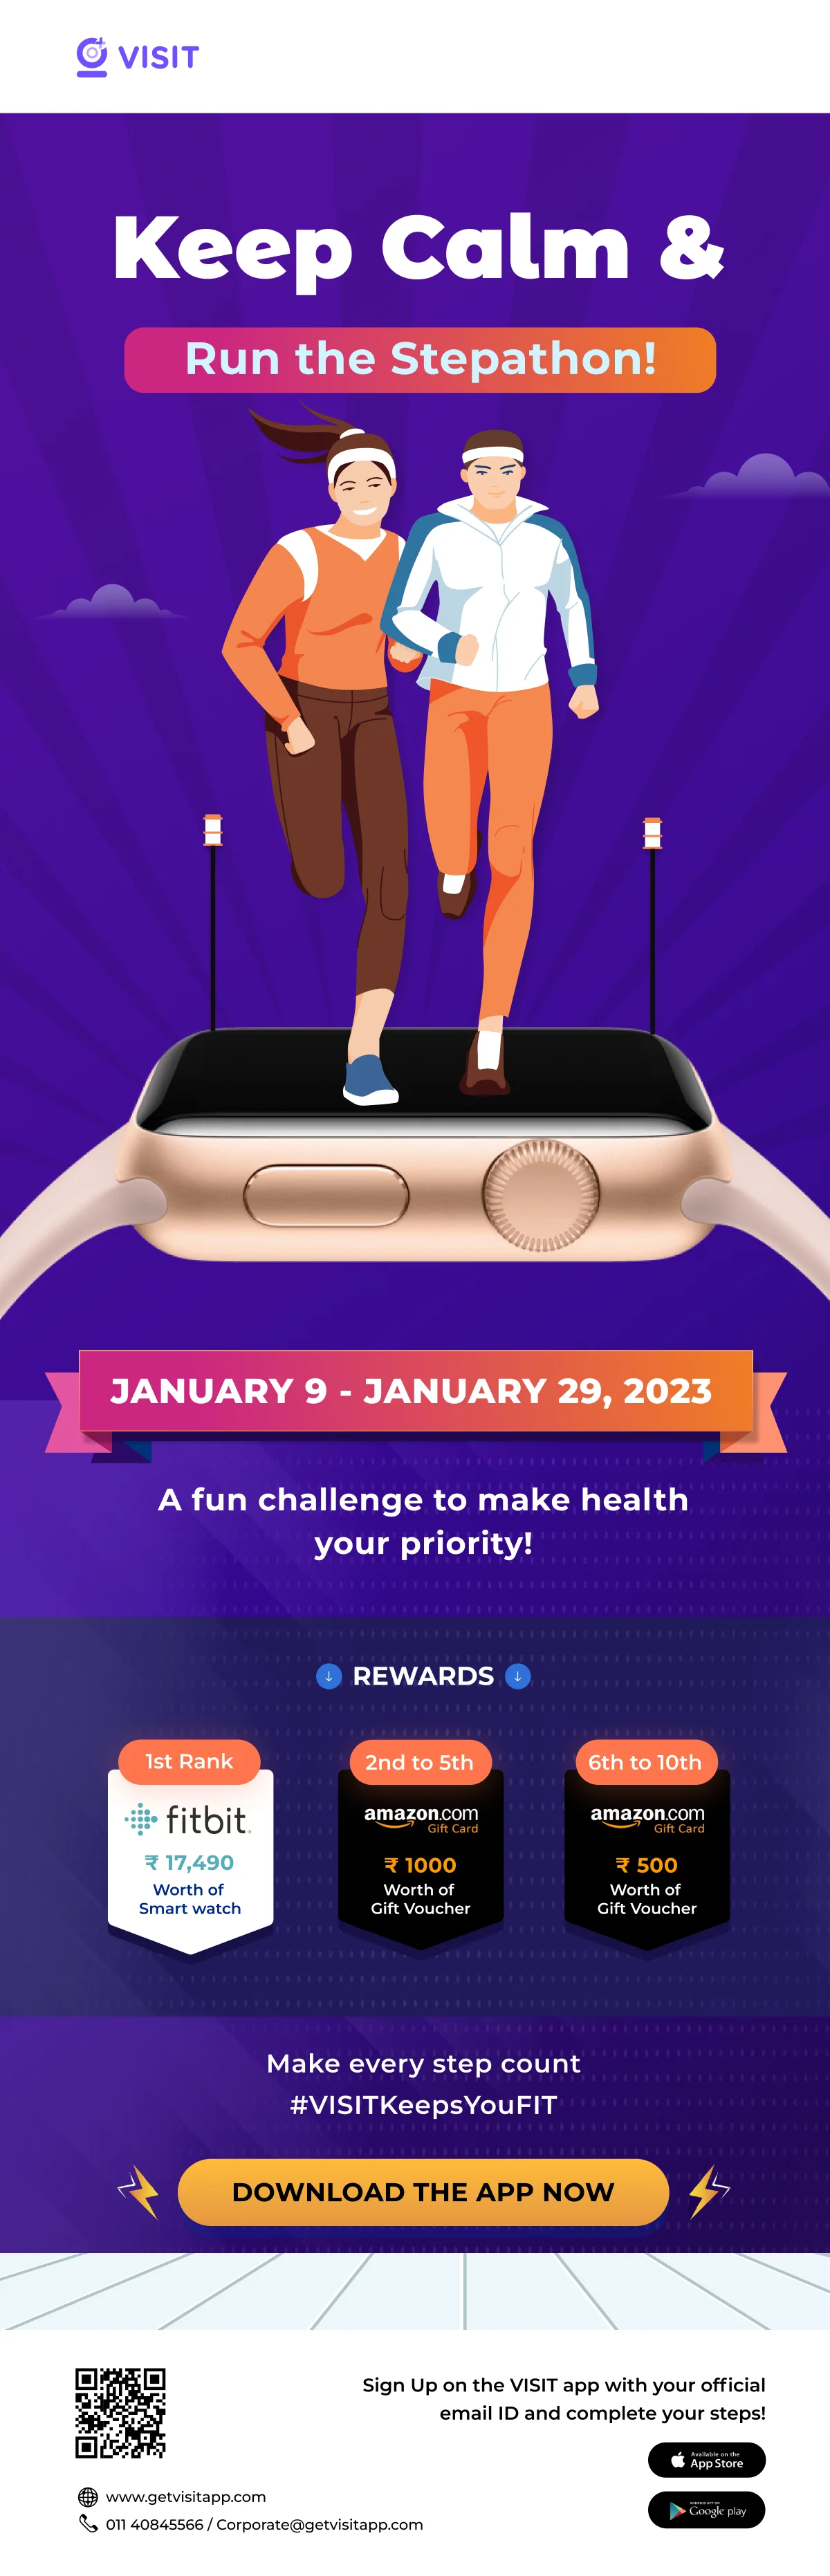 VISIT
Keep Calm &
Run the Stepathon!
JANUARY 9 - JANUARY 29, 2023
A fun challenge to make health
your priority!
REWARDS
1st Rank
fitbit.
₹ 17,490
Worth of
Smart watch
2nd to 5th
amazon.com
Gift Card
₹ 1000
Worth of
Gift Voucher
6th to 10th
amazon.com
Gift Card
₹ 500
Worth of
Gift Voucher
Make every step count
#VISITKeepsYouFIT
DOWNLOAD THE APP NOW
Sign Up on the VISIT app with your official
email ID and complete your steps!
Available on the
App Store
ANDROID APP ON
Google play
www.getvisitapp.com
011 40845566 / Corporate@getvisitapp.com